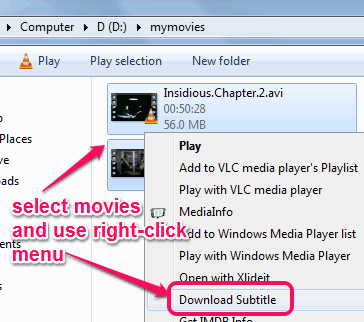 Computer ▸ D (D:) ▸ mymovies
Play Play selection New folder
Insidious.Chapter.2.avi
00:50:28
56.0 MB
Places
ads
select movies
and use right-click
menu
Play
Add to VLC media player's Playlist
Play with VLC media player
MediaInfo
Add to Windows Media Player list
Play with Windows Media Player
Open with Xlideit
Download Subtitle
Get IMDB Info